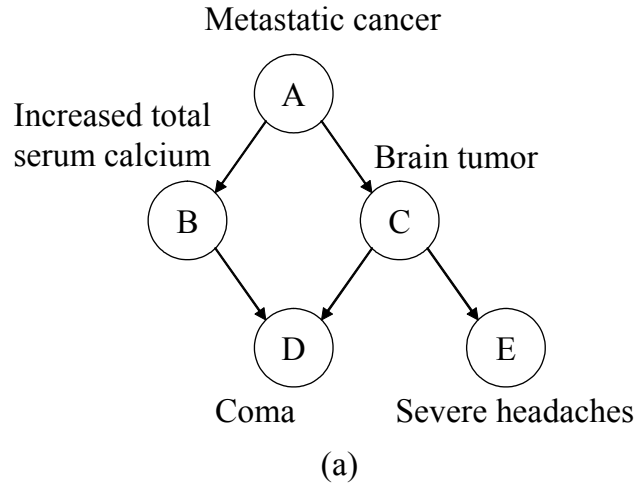 Metastatic cancer
A
Increased total
serum calcium
Brain tumor
B
C
D
E
Coma
Severe headaches
(a)